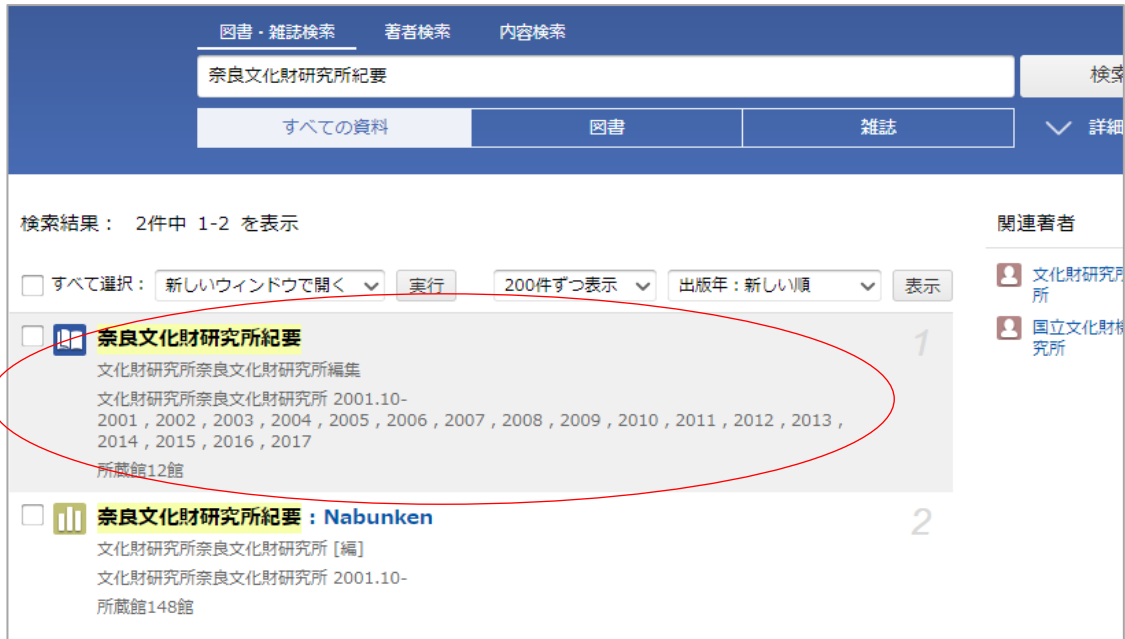 図書・雑誌検索 著者検索 内容検索
奈良文化財研究所紀要 検索
すべての資料 図書 雑誌 詳細
検索結果： 2件中 1-2 を表示 関連著者
すべて選択： 新しいウィンドウで開く 実行 200件ずつ表示 出版年：新しい順 表示
文化財研究所
所
国立文化財機
究所
奈良文化財研究所紀要 1
文化財研究所奈良文化財研究所編集
文化財研究所奈良文化財研究所 2001.10-
2001 , 2002 , 2003 , 2004 , 2005 , 2006 , 2007 , 2008 , 2009 , 2010 , 2011 , 2012 , 2013 ,
2014 , 2015 , 2016 , 2017
所蔵館12館
奈良文化財研究所紀要 : Nabunken 2
文化財研究所奈良文化財研究所 [編]
文化財研究所奈良文化財研究所 2001.10-
所蔵館148館